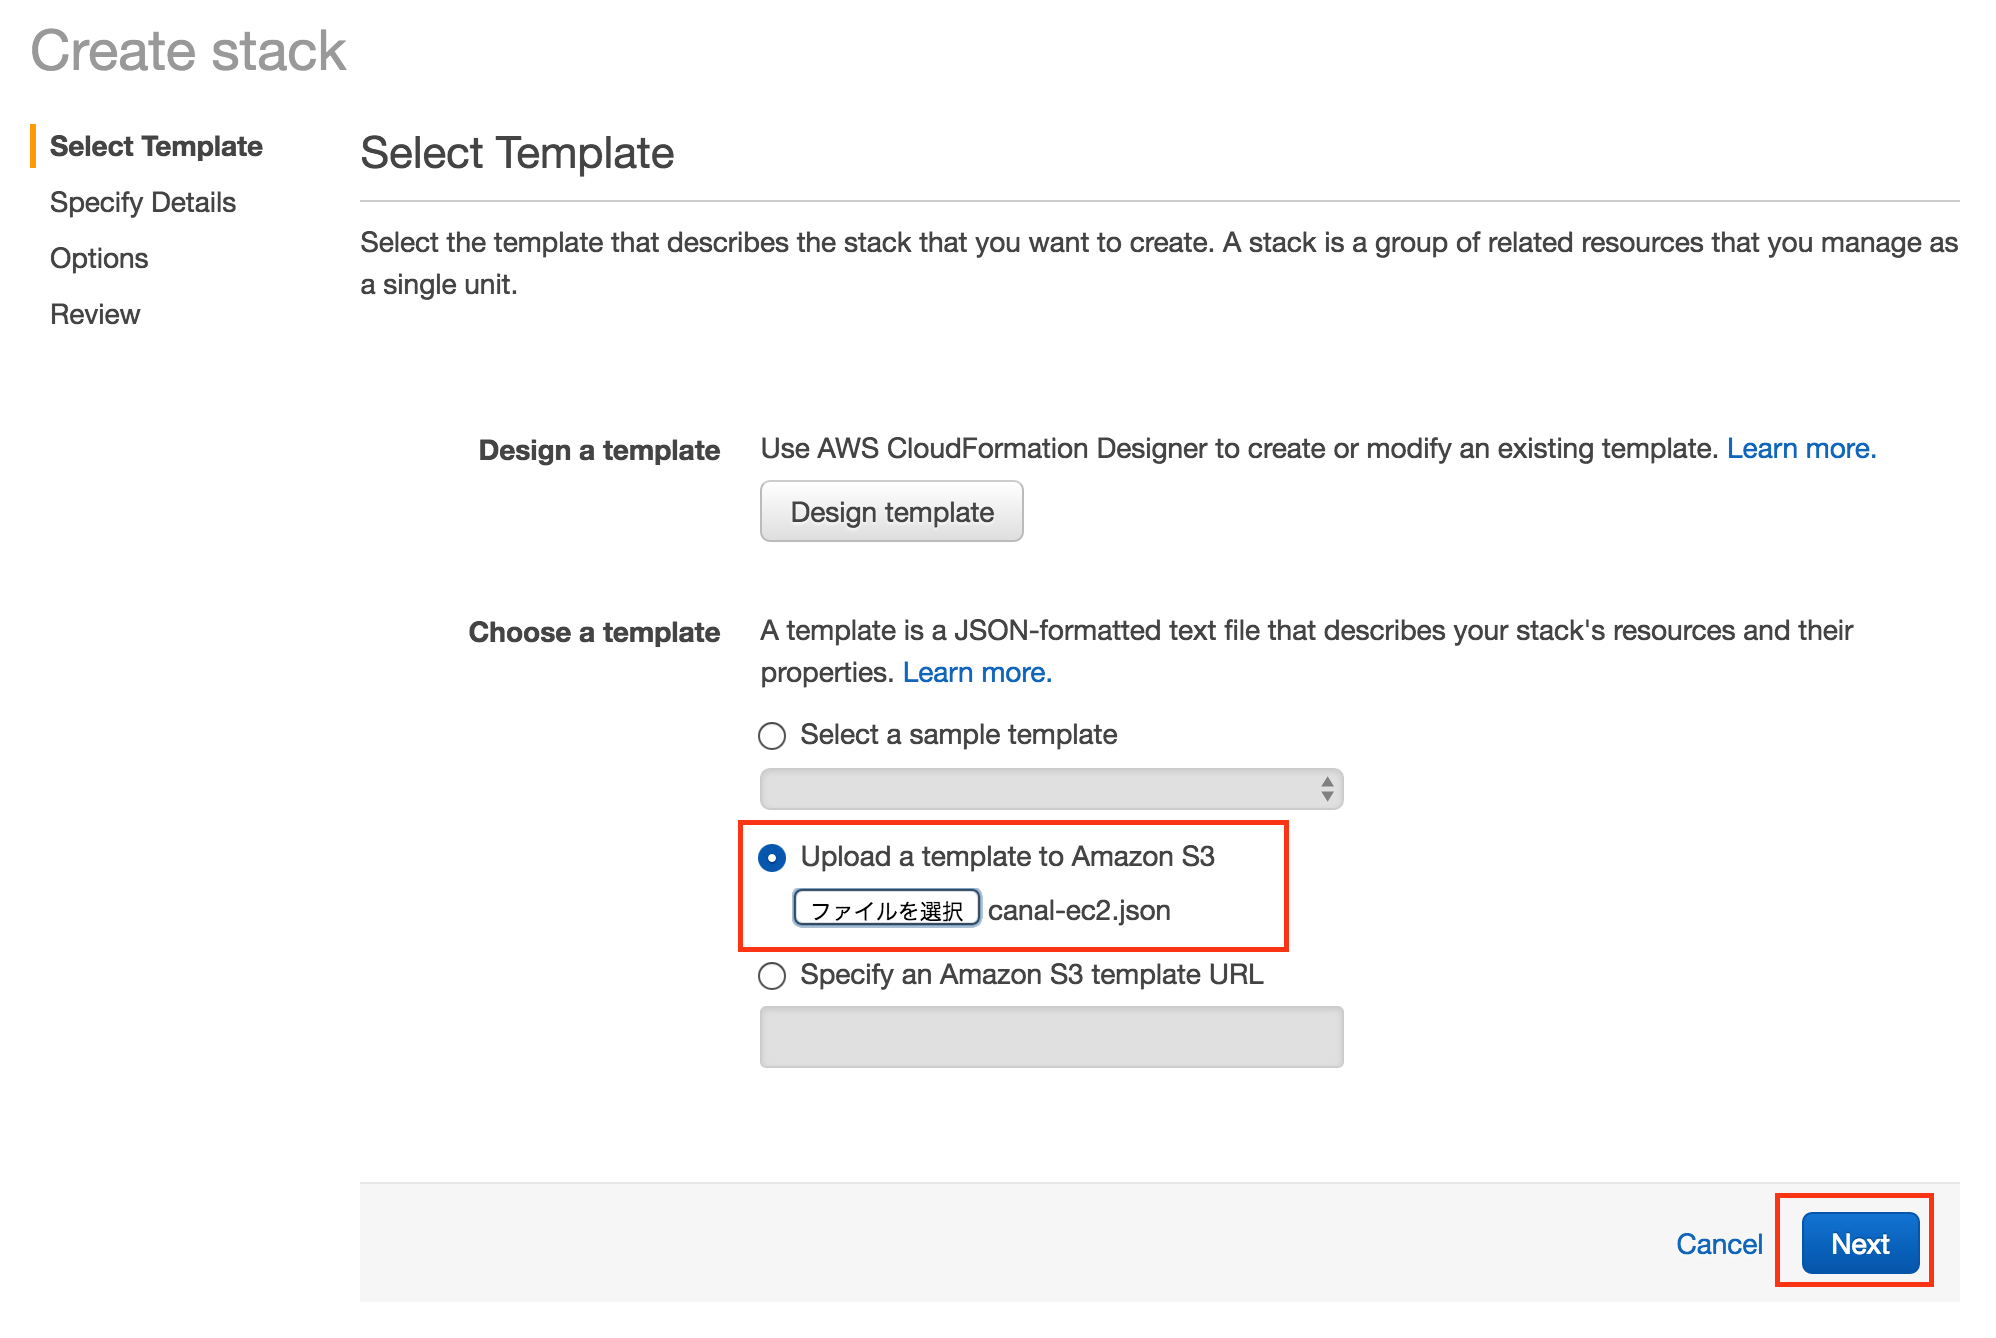 Create stack
Select Template
Specify Details
Options
Review
Select Template
Select the template that describes the stack that you want to create. A stack is a group of related resources that you manage as
a single unit.
Design a template
Use AWS CloudFormation Designer to create or modify an existing template. Learn more.
Design template
Choose a template
A template is a JSON-formatted text file that describes your stack's resources and their
properties. Learn more.
Select a sample template
Upload a template to Amazon S3
ファイルを選択 canal-ec2.json
Specify an Amazon S3 template URL
Cancel Next